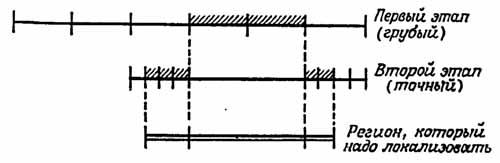 Первый этап
(грубый)
Второй этап
(точный)
Регион, который
надо локализовать